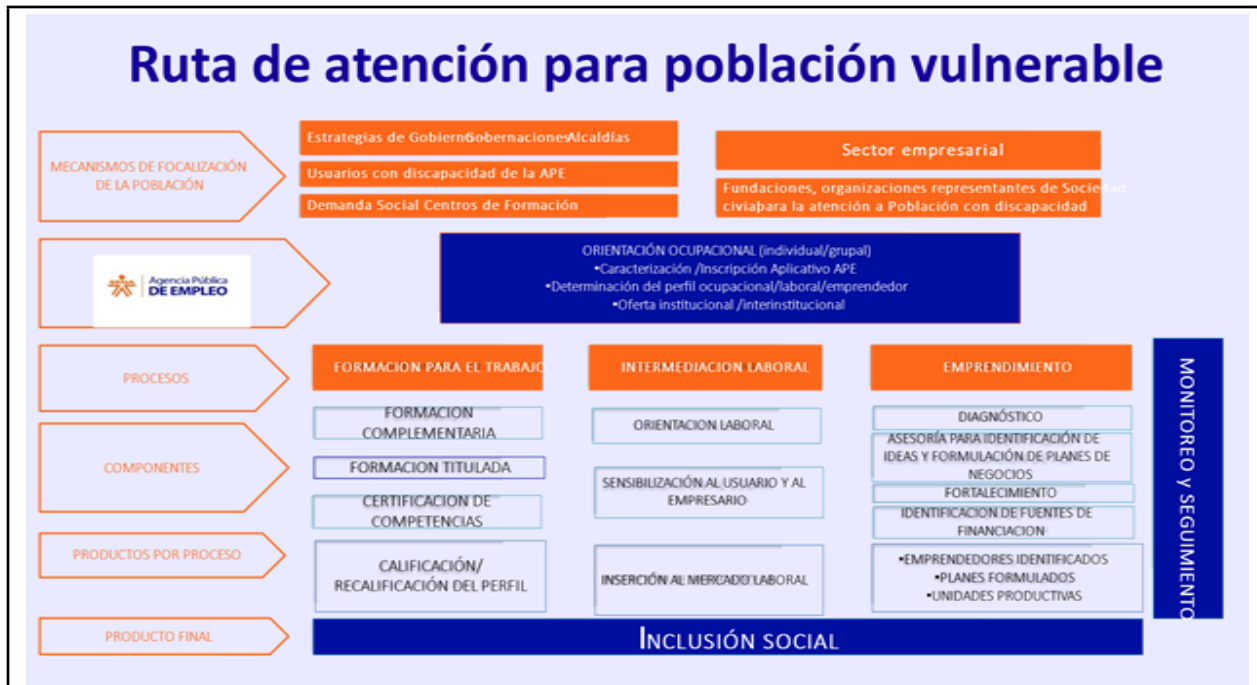 Ruta de atención para población vulnerable
MECANISMOS DE FOCALIZACIÓN
DE LA POBLACIÓN
Estrategias de Gobierno Gobernaciones Alcaldías
Usuarios con discapacidad de la APE
Demanda Social Centros de Formación
Sector empresarial
Fundaciones, organizaciones representantes de Sociedad
civil para la atención a Población con discapacidad
Agencia Pública
DE EMPLEO
ORIENTACIÓN OCUPACIONAL (individual/grupal)
•Caracterización /Inscripción Aplicativo APE
•Determinación del perfil ocupacional/laboral/emprendedor
•Oferta institucional /interinstitucional
PROCESOS
FORMACION PARA EL TRABAJO
INTERMEDIACION LABORAL
EMPRENDIMIENTO
COMPONENTES
FORMACION
COMPLEMENTARIA
FORMACION TITULADA
CERTIFICACION DE
COMPETENCIAS
ORIENTACION LABORAL
SENSIBILIZACIÓN AL USUARIO Y AL
EMPRESARIO
DIAGNÓSTICO
ASESORÍA PARA IDENTIFICACIÓN DE
IDEAS Y FORMULACIÓN DE PLANES DE
NEGOCIOS
FORTALECIMIENTO
IDENTIFICACION DE FUENTES DE
FINANCIACION
PRODUCTOS POR PROCESO
CALIFICACIÓN/
RECALIFICACIÓN DEL PERFIL
INSERCIÓN AL MERCADO LABORAL
•EMPRENDEDORES IDENTIFICADOS
•PLANES FORMULADOS
•UNIDADES PRODUCTIVAS
PRODUCTO FINAL
INCLUSIÓN SOCIAL
MONITOREO y SEGUIMIENTO